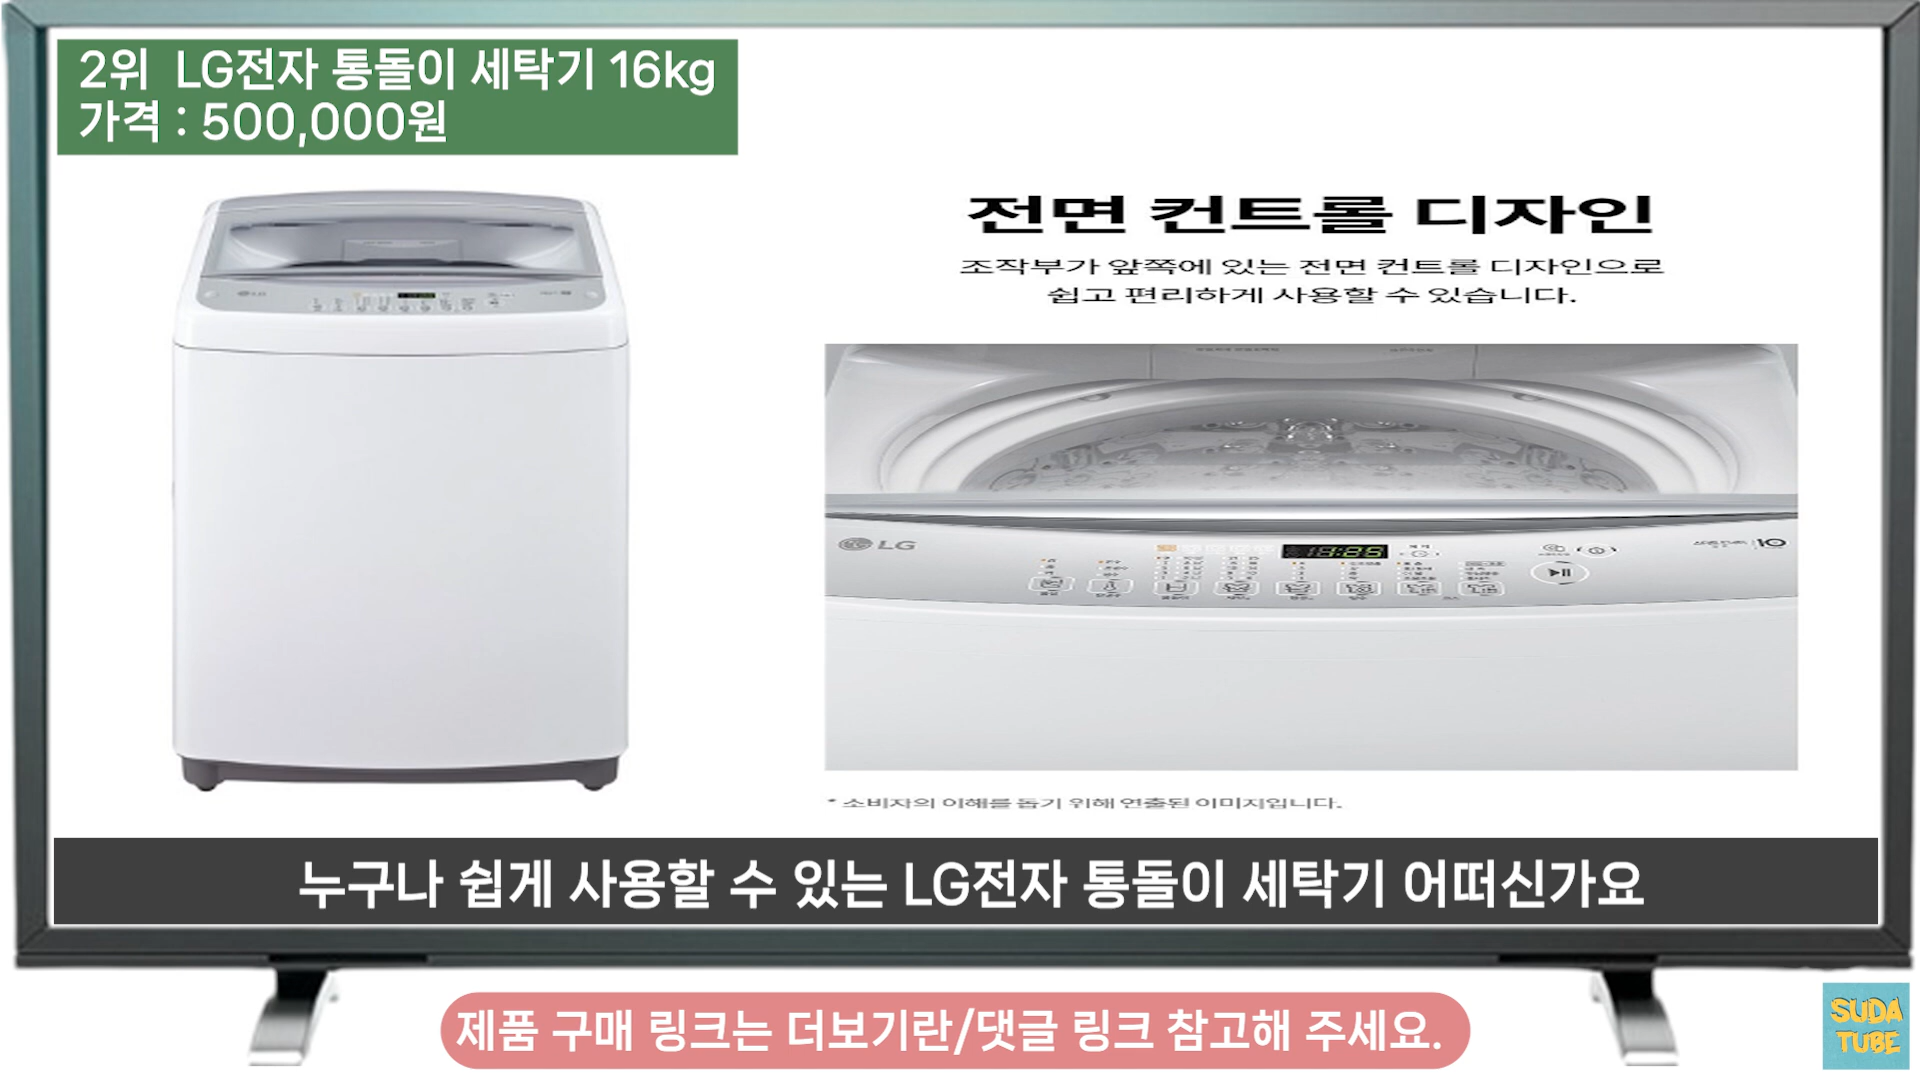 2위 LG전자 통돌이 세탁기 16kg
가격 : 500,000원
전면 컨트롤 디자인
조작부가 앞쪽에 있는 전면 컨트롤 디자인으로
쉽고 편리하게 사용할 수 있습니다.
LG
LG
18:85
10
* 소비자의 이해를 돕기 위해 연출된 이미지입니다.
누구나 쉽게 사용할 수 있는 LG전자 통돌이 세탁기 어떠신가요
제품 구매 링크는 더보기란/댓글 링크 참고해 주세요.
SUDA
TUBE